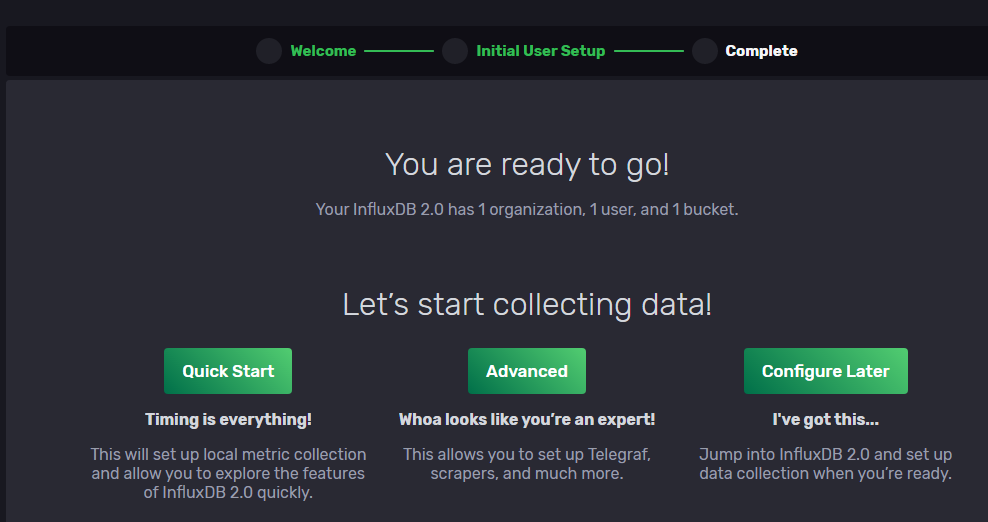 Welcome
Initial User Setup
Complete
You are ready to go!
Your InfluxDB 2.0 has 1 organization, 1 user, and 1 bucket.
Let’s start collecting data!
Quick Start
Timing is everything!
This will set up local metric collection
and allow you to explore the features
of InfluxDB 2.0 quickly.
Advanced
Whoa looks like you’re an expert!
This allows you to set up Telegraf,
scrapers, and much more.
Configure Later
I've got this...
Jump into InfluxDB 2.0 and set up
data collection when you’re ready.